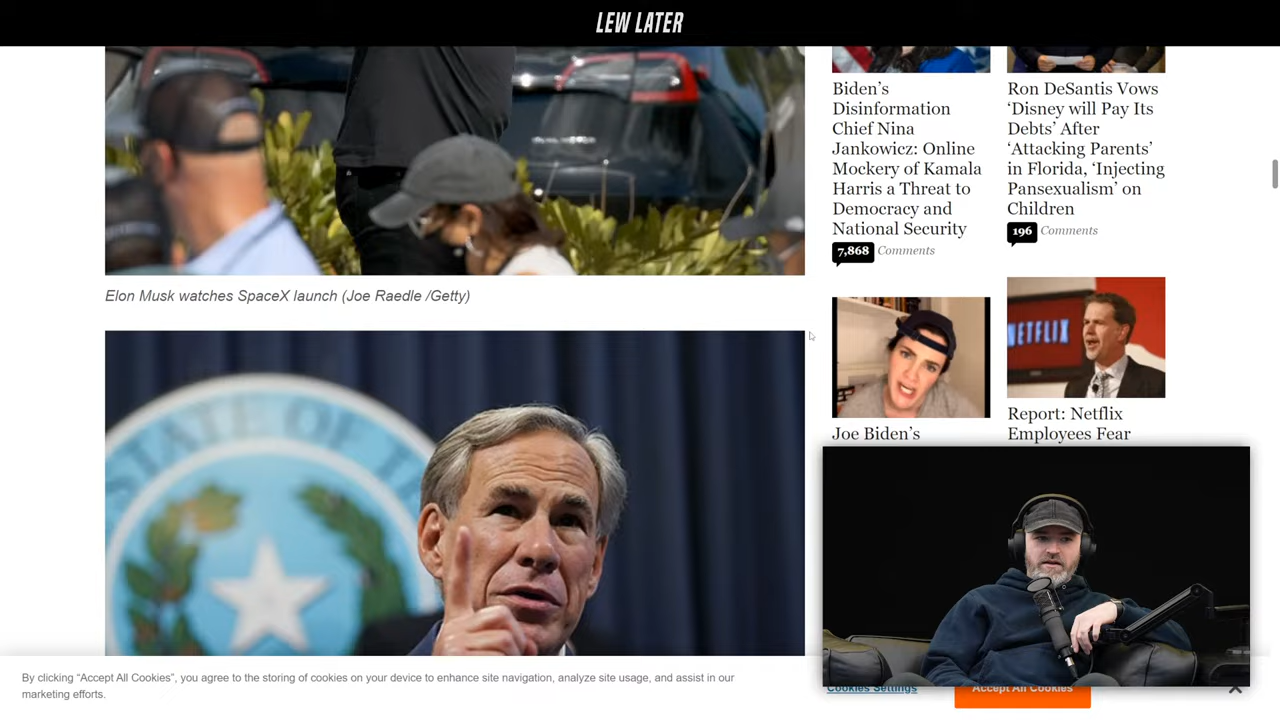 LEW LATER
Elon Musk watches SpaceX launch (Joe Raedle /Getty)
STATE OF
Biden’s
Disinformation
Chief Nina
Jankowicz: Online
Mockery of Kamala
Harris a Threat to
Democracy and
National Security
7,868 Comments
Ron DeSantis Vows
‘Disney will Pay Its
Debts’ After
‘Attacking Parents’
in Florida, ‘Injecting
Pansexualism’ on
Children
196 Comments
NETFLIX
Joe Biden’s
Report: Netflix
Employees Fear
By clicking “Accept All Cookies”, you agree to the storing of cookies on your device to enhance site navigation, analyze site usage, and assist in our
marketing efforts.
Cookies Settings
Accept All Cookies